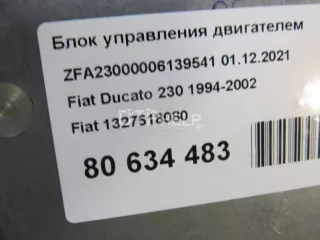 Блок управления двигателем
ZFA23000006139541 01.12.2021
Fiat Ducato 230 1994-2002
Fiat 1327518080
80 634 483